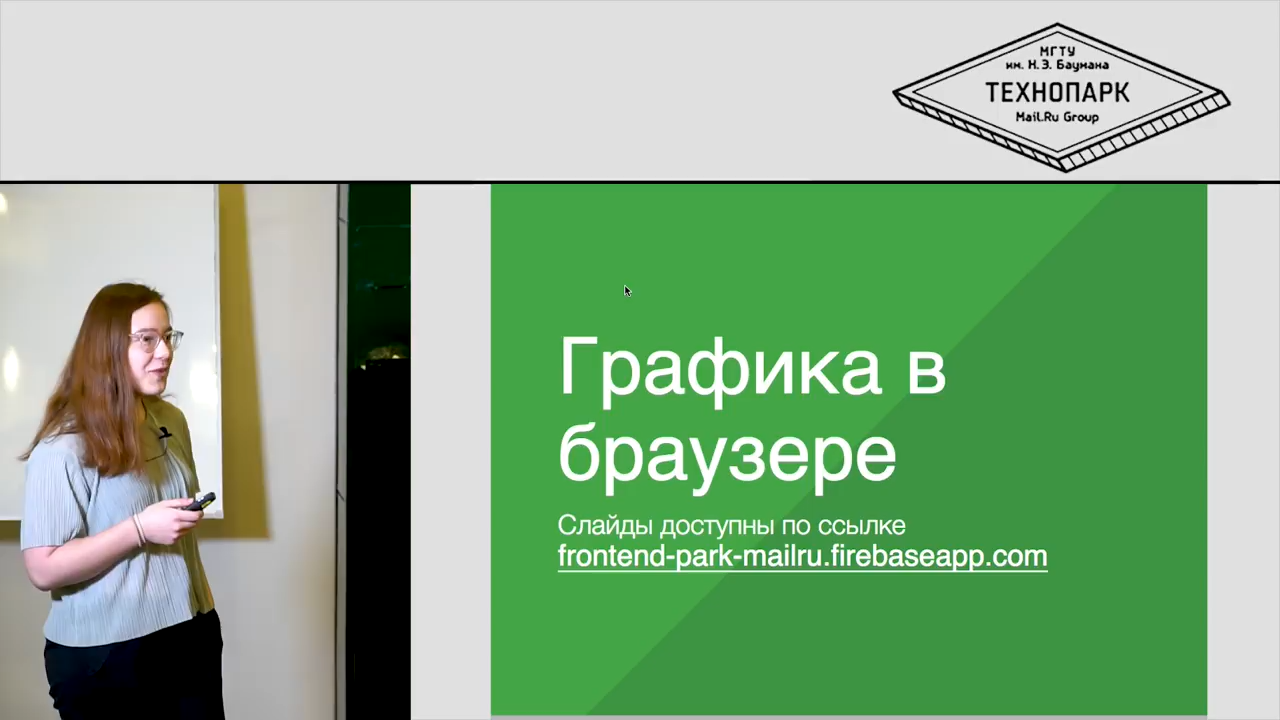 МГТУ
им. Н.Э. Баумана
ТЕХНОПАРК
Mail.Ru Group
Графика в
браузере
Слайды доступны по ссылке
frontend-park-mailru.firebaseapp.com